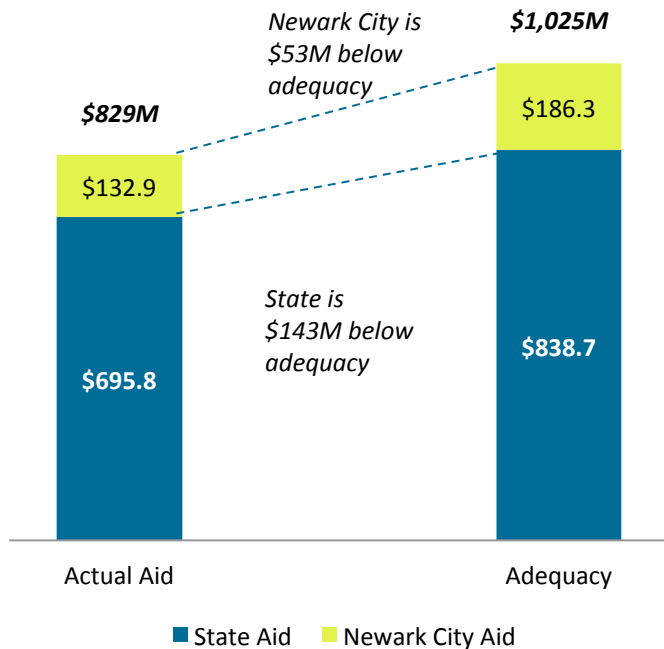 Newark City is
$53M below
adequacy
$1,025M
$829M
$186.3
$132.9
State is
$143M below
adequacy
$695.8
$838.7
Actual Aid
Adequacy
State Aid
Newark City Aid